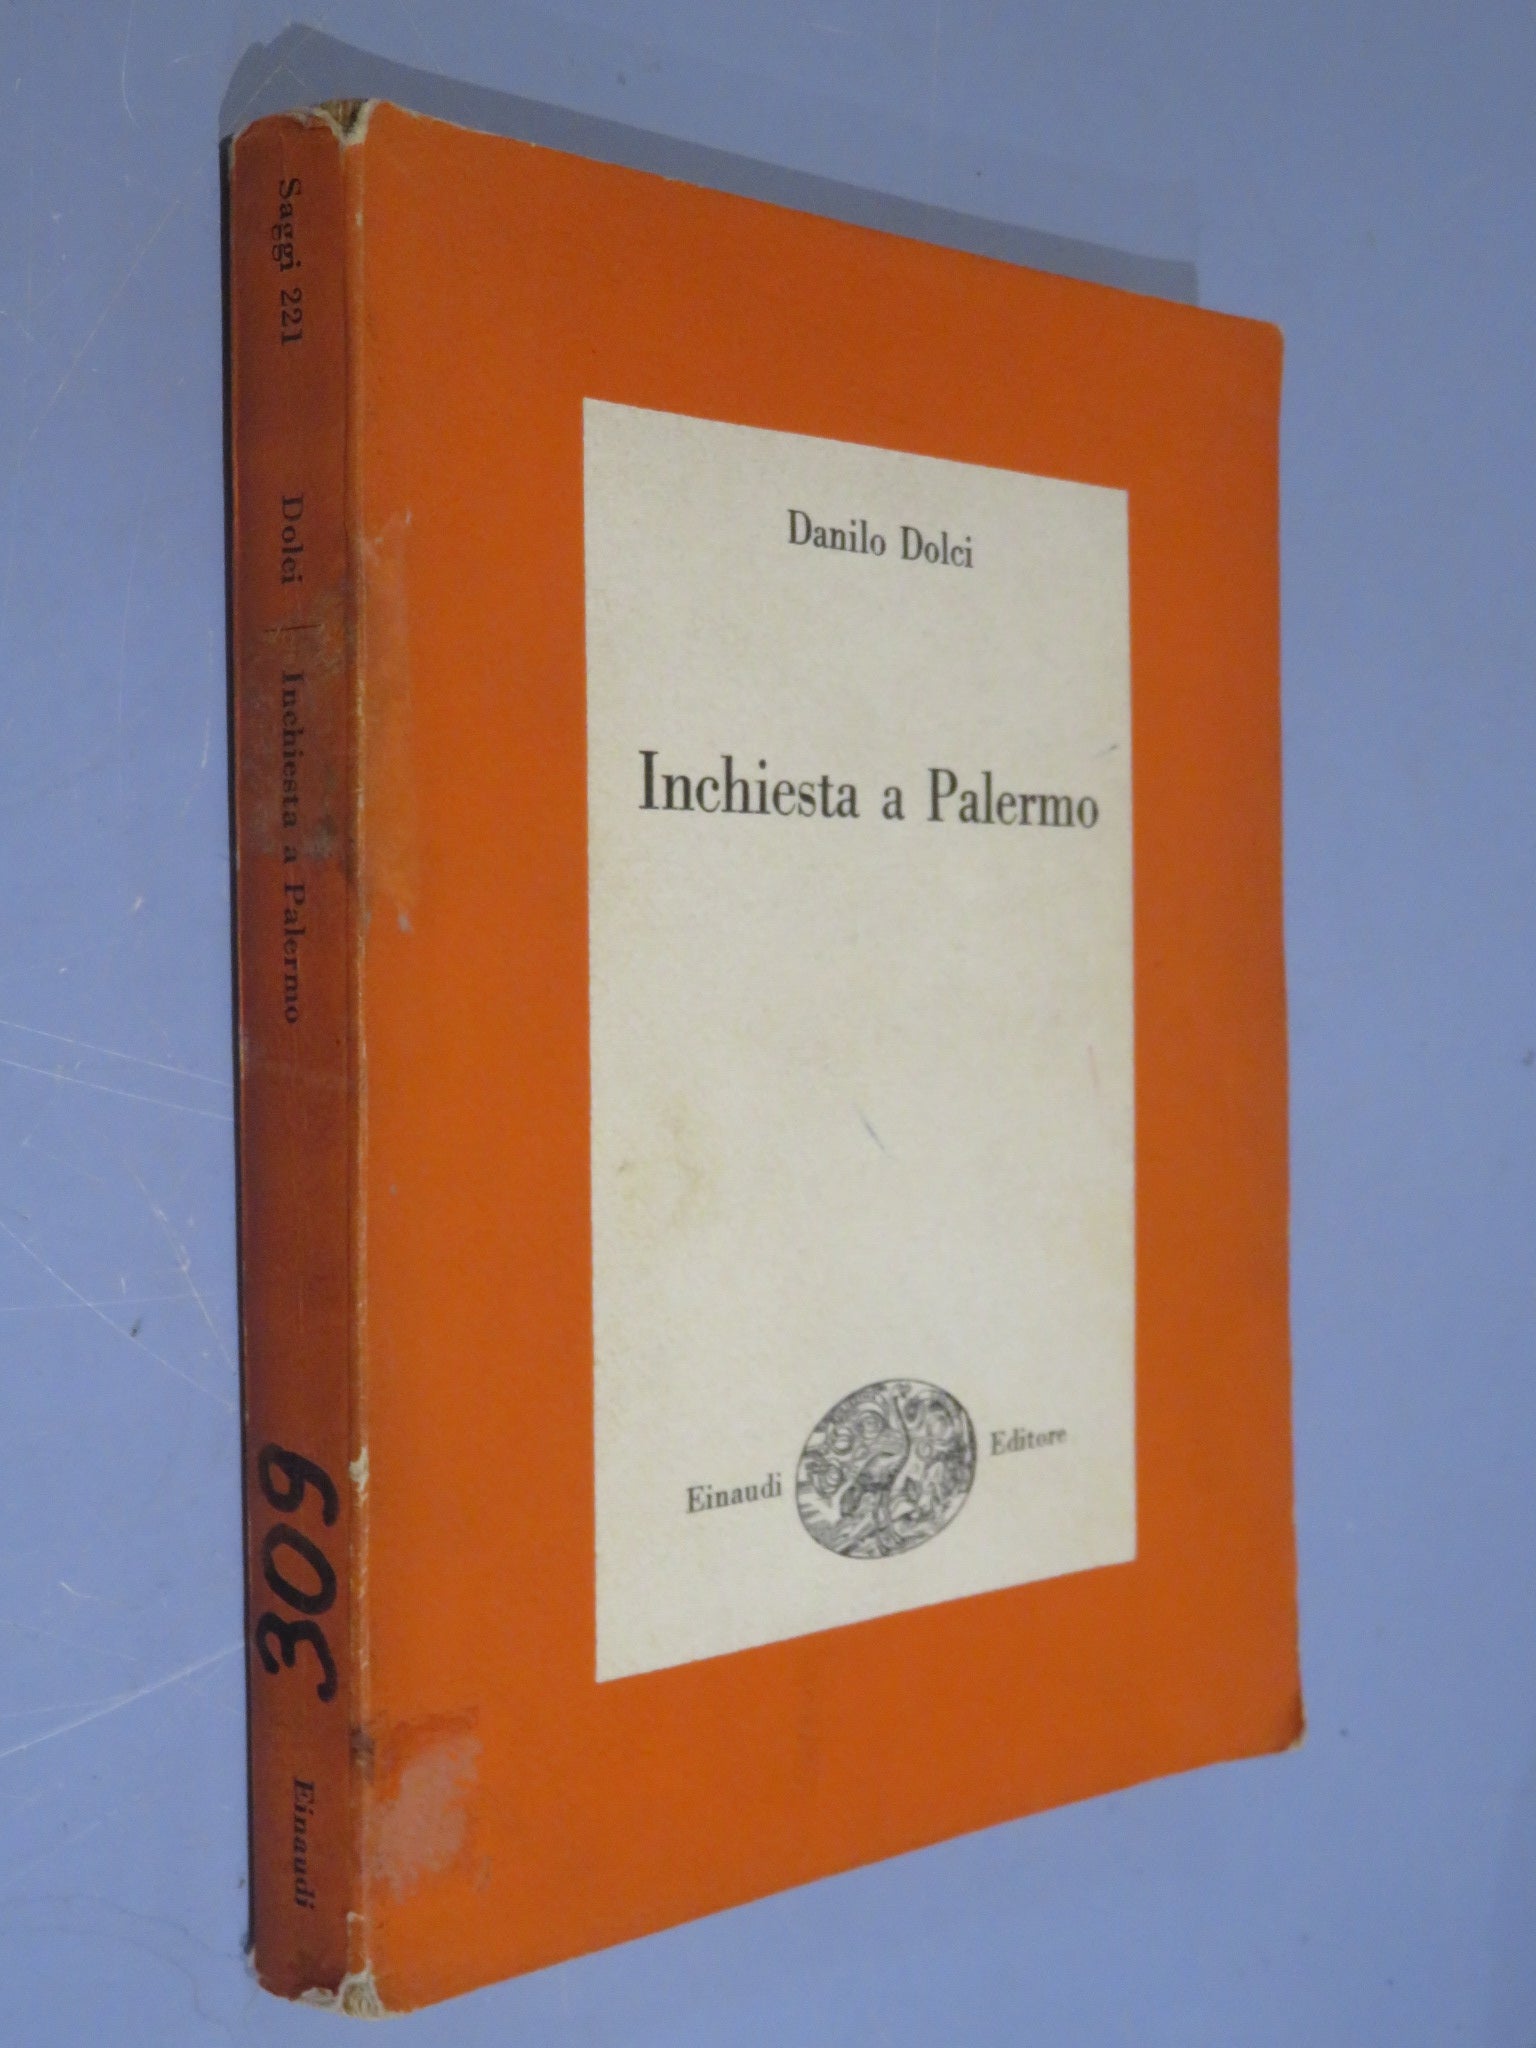 Saggi 221 Dolci | Inchiesta a Palermo 309 Einaudi
Danilo Dolci
Inchiesta a Palermo
Einaudi Editore